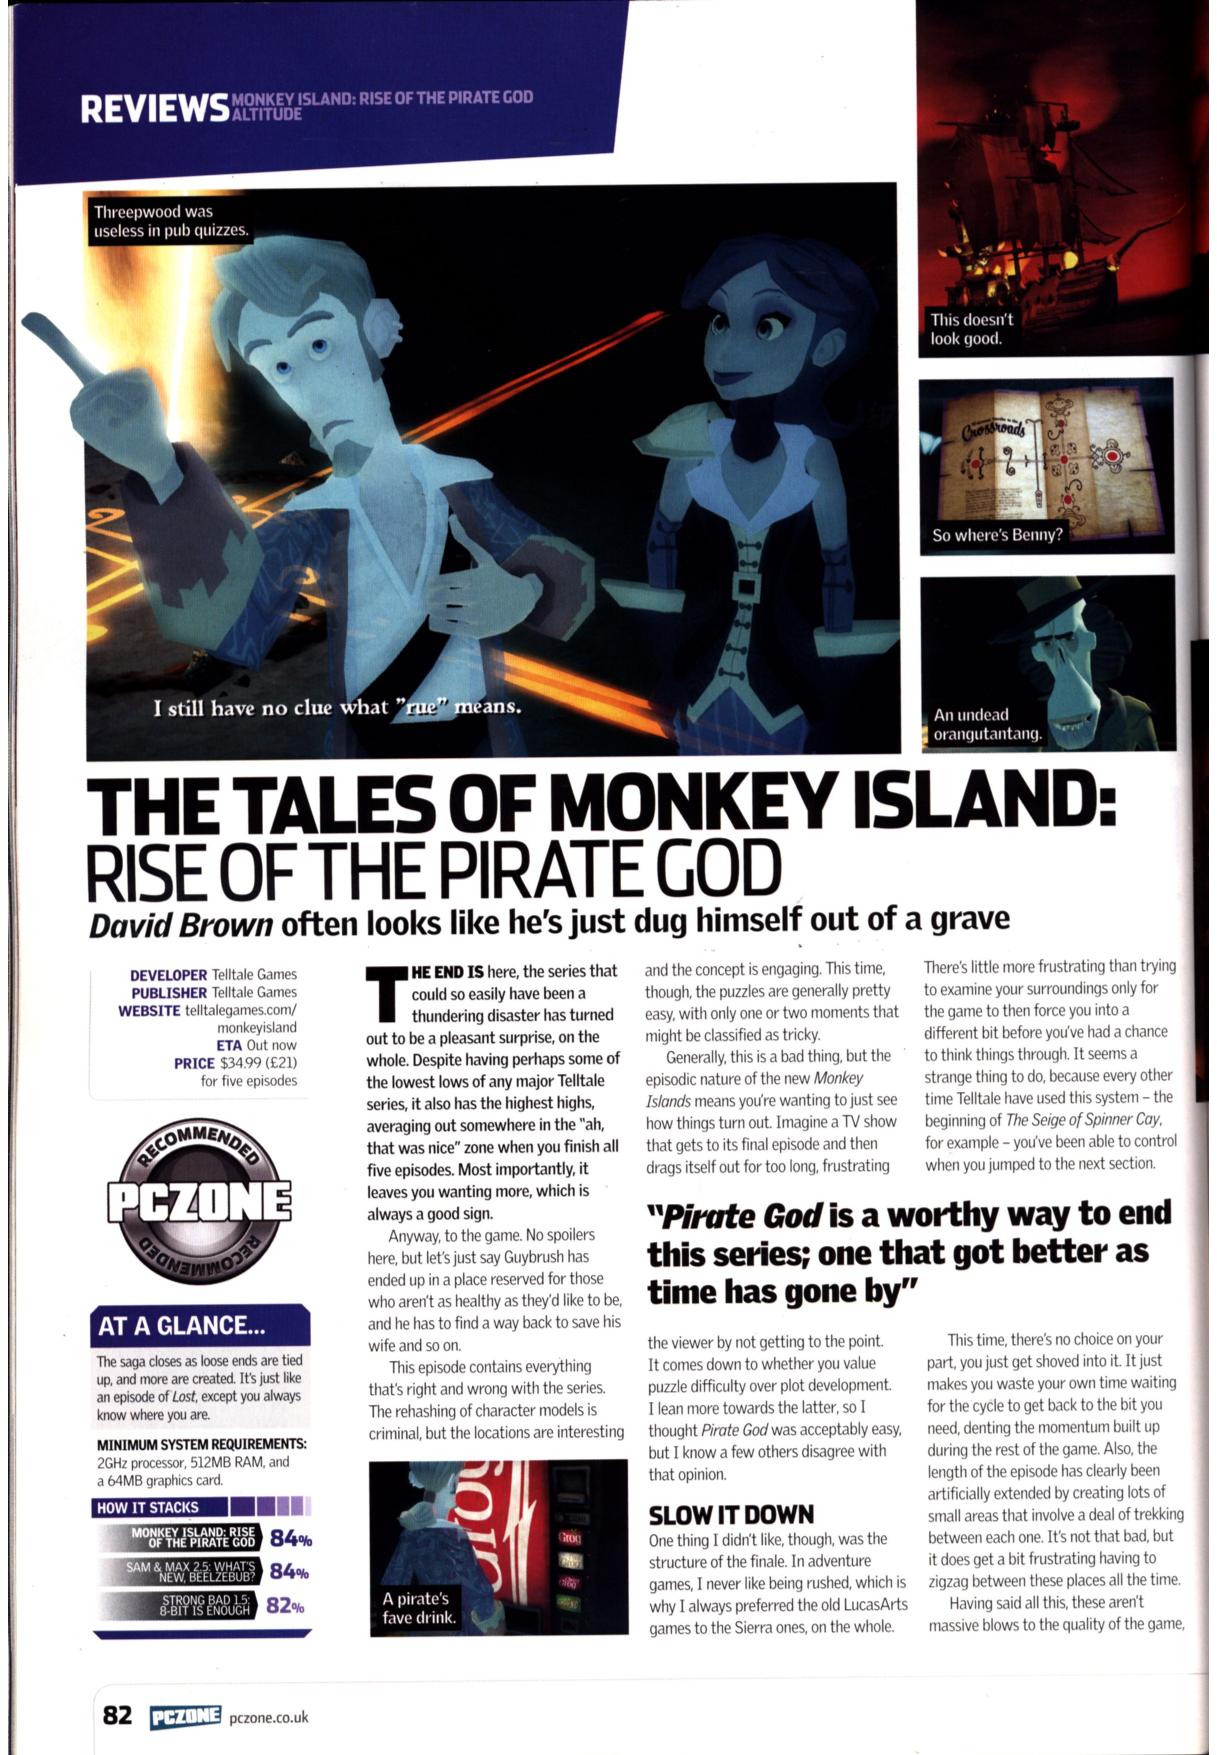 REVIEWS MONKEY ISLAND: RISE OF THE PIRATE GOD
ALTITUDE
Threepwood was
useless in pub quizzes.
I still have no clue what "rue" means.
This doesn't
look good.
Crossroads
So where's Benny?
An undead
orangutantang.
THE TALES OF MONKEY ISLAND:
RISE OF THE PIRATE GOD
David Brown often looks like he's just dug himself out of a grave
DEVELOPER Telltale Games
PUBLISHER Telltale Games
WEBSITE telltalegames.com/
monkeyisland
ETA Out now
PRICE $34.99 (£21)
for five episodes
RECOMMENDED
PCZONE
RECOMMENDED
AT A GLANCE...
The saga closes as loose ends are tied
up, and more are created. It's just like
an episode of Lost, except you always
know where you are.
MINIMUM SYSTEM REQUIREMENTS:
2GHz processor, 512MB RAM, and
a 64MB graphics card.
HOW IT STACKS
MONKEY ISLAND: RISE
OF THE PIRATE GOD 84%
SAM & MAX 2.5: WHAT'S
NEW, BEELZEBUB? 84%
STRONG BAD 1.5:
8-BIT IS ENOUGH 82%
THE END IS here, the series that
could so easily have been a
thundering disaster has turned
out to be a pleasant surprise, on the
whole. Despite having perhaps some of
the lowest lows of any major Telltale
series, it also has the highest highs,
averaging out somewhere in the "ah,
that was nice" zone when you finish all
five episodes. Most importantly, it
leaves you wanting more, which is
always a good sign.
Anyway, to the game. No spoilers
here, but let's just say Guybrush has
ended up in a place reserved for those
who aren't as healthy as they'd like to be,
and he has to find a way back to save his
wife and so on.
This episode contains everything
that's right and wrong with the series.
The rehashing of character models is
criminal, but the locations are interesting
Grog
Grog
Grog
A pirate's
fave drink.
and the concept is engaging. This time,
though, the puzzles are generally pretty
easy, with only one or two moments that
might be classified as tricky.
Generally, this is a bad thing, but the
episodic nature of the new Monkey
Islands means you're wanting to just see
how things turn out. Imagine a TV show
that gets to its final episode and then
drags itself out for too long, frustrating
"Pirate God is a worthy way to end
this series; one that got better as
time has gone by"
the viewer by not getting to the point.
It comes down to whether you value
puzzle difficulty over plot development.
I lean more towards the latter, so I
thought Pirate God was acceptably easy,
but I know a few others disagree with
that opinion.
SLOW IT DOWN
One thing I didn't like, though, was the
structure of the finale. In adventure
games, I never like being rushed, which is
why I always preferred the old LucasArts
games to the Sierra ones, on the whole.
There's little more frustrating than trying
to examine your surroundings only for
the game to then force you into a
different bit before you've had a chance
to think things through. It seems a
strange thing to do, because every other
time Telltale have used this system – the
beginning of The Seige of Spinner Cay,
for example – you've been able to control
when you jumped to the next section.
This time, there's no choice on your
part, you just get shoved into it. It just
makes you waste your own time waiting
for the cycle to get back to the bit you
need, denting the momentum built up
during the rest of the game. Also, the
length of the episode has clearly been
artificially extended by creating lots of
small areas that involve a deal of trekking
between each one. It's not that bad, but
it does get a bit frustrating having to
zigzag between these places all the time.
Having said all this, these aren't
massive blows to the quality of the game,
82 PCZONE pczone.co.uk